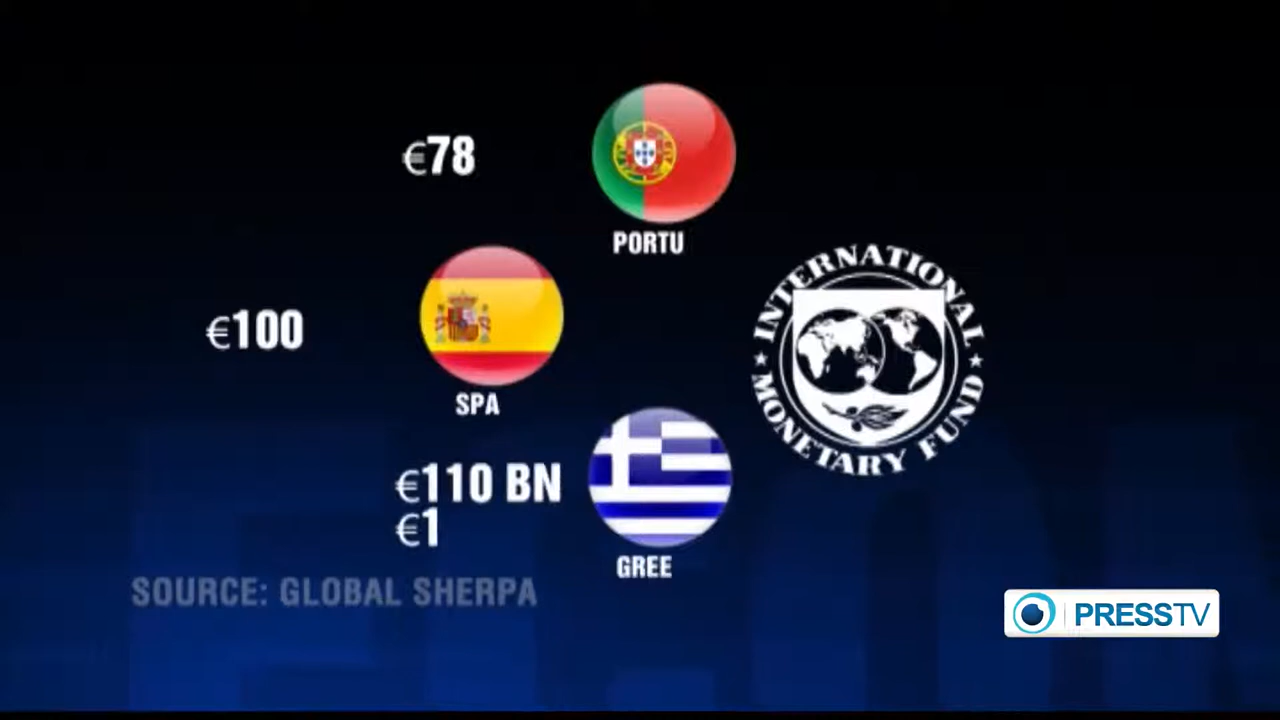 €78
PORTU
€100
SPA
€110 BN
€1
GREE
INTERNATIONAL
MONETARY FUND
SOURCE: GLOBAL SHERPA
PRESSTV